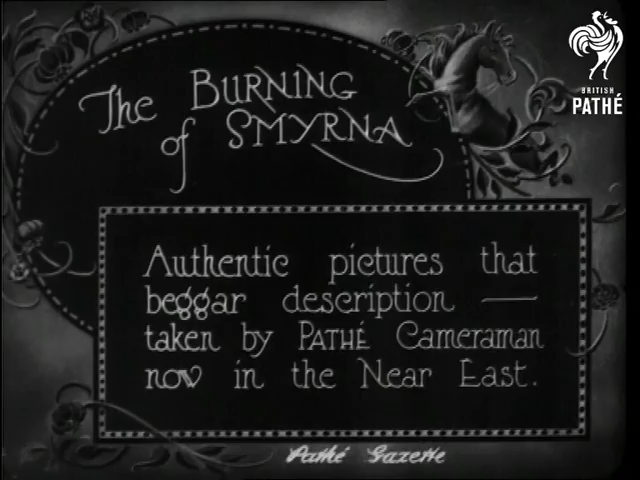 The BURNING
of SMYRNA
BRITISH
PATHÉ
Authentic pictures that
beggar description —
taken by PATHÉ Cameraman
now in the Near East.
Pathé Gazette